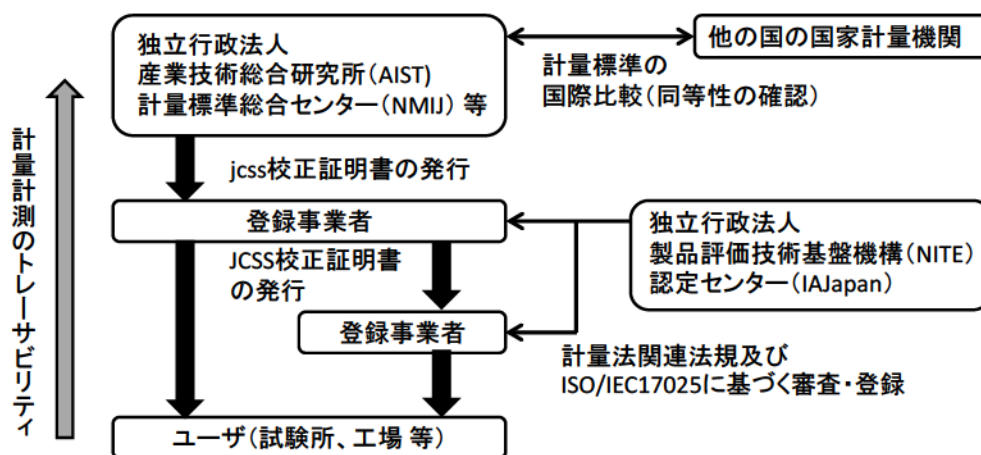 独立行政法人
産業技術総合研究所（AIST)
計量標準総合センター（NMIJ）等
他の国の国家計量機関
計量標準の
国際比較（同等性の確認）
計量計測のトレーサビリティ
jcss校正証明書の発行
登録事業者
独立行政法人
製品評価技術基盤機構（NITE）
認定センター（IAJapan）
JCSS校正証明書
の発行
登録事業者
計量法関連法規及び
ISO/IEC17025に基づく審査・登録
ユーザ（試験所、工場 等）